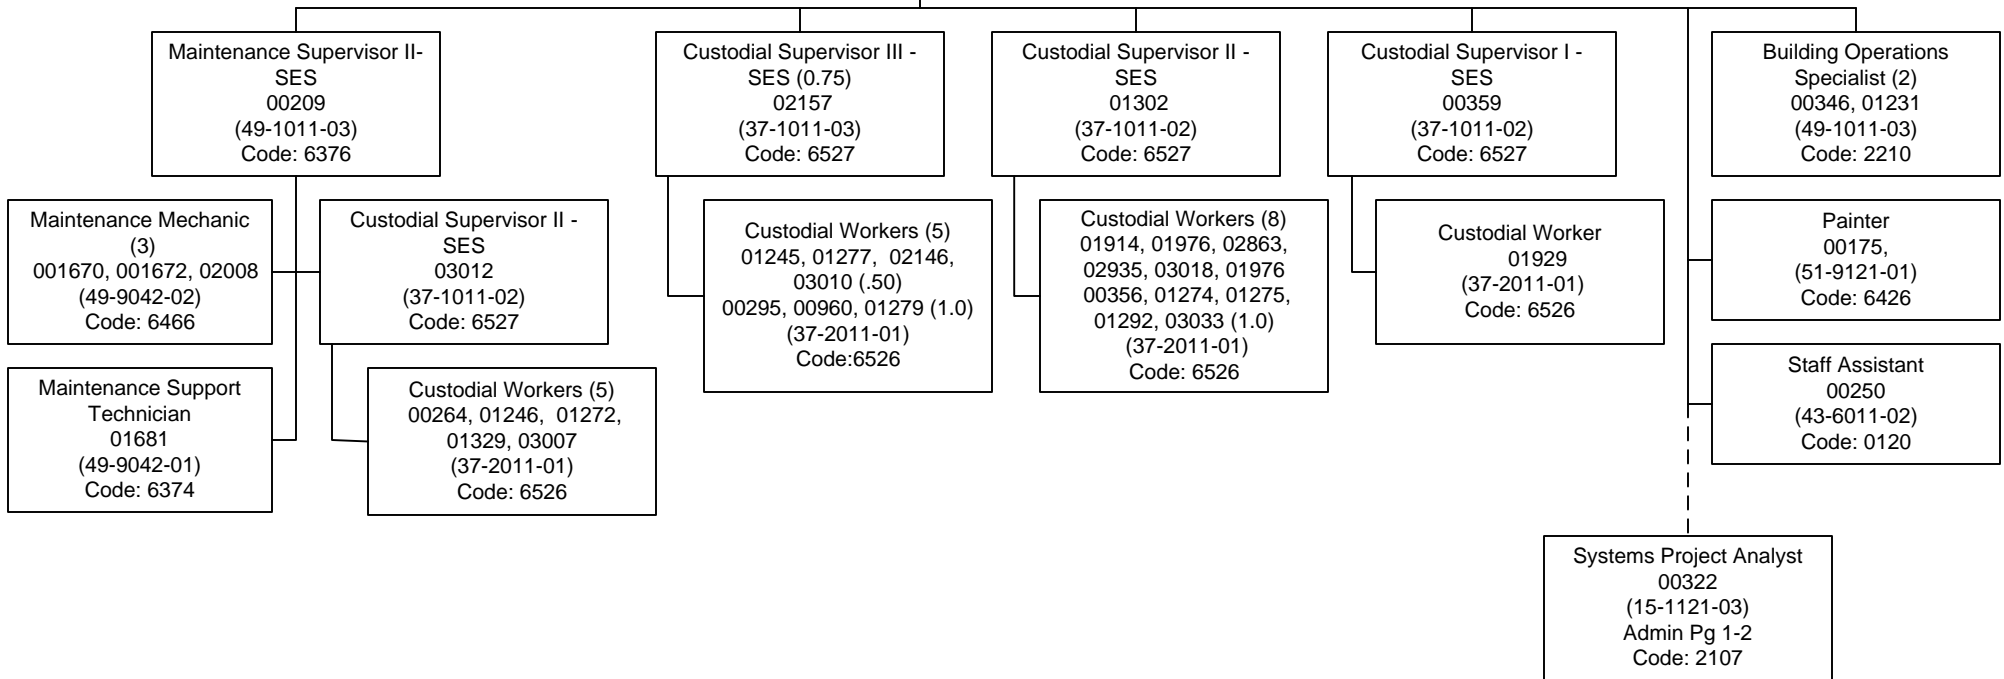 Maintenance Supervisor II-
SES
00209
(49-1011-03)
Code: 6376
Custodial Supervisor III -
SES (0.75)
02157
(37-1011-03)
Code: 6527
Custodial Supervisor II -
SES
01302
(37-1011-02)
Code: 6527
Custodial Supervisor I -
SES
00359
(37-1011-02)
Code: 6527
Building Operations
Specialist (2)
00346, 01231
(49-1011-03)
Code: 2210
Maintenance Mechanic
(3)
001670, 001672, 02008
(49-9042-02)
Code: 6466
Custodial Supervisor II -
SES
03012
(37-1011-02)
Code: 6527
Custodial Workers (5)
01245, 01277, 02146,
03010 (.50)
00295, 00960, 01279 (1.0)
(37-2011-01)
Code:6526
Custodial Workers (8)
01914, 01976, 02863,
02935, 03018, 01976
00356, 01274, 01275,
01292, 03033 (1.0)
(37-2011-01)
Code: 6526
Custodial Worker
01929
(37-2011-01)
Code: 6526
Painter
00175,
(51-9121-01)
Code: 6426
Maintenance Support
Technician
01681
(49-9042-01)
Code: 6374
Custodial Workers (5)
00264, 01246, 01272,
01329, 03007
(37-2011-01)
Code: 6526
Staff Assistant
00250
(43-6011-02)
Code: 0120
Systems Project Analyst
00322
(15-1121-03)
Admin Pg 1-2
Code: 2107